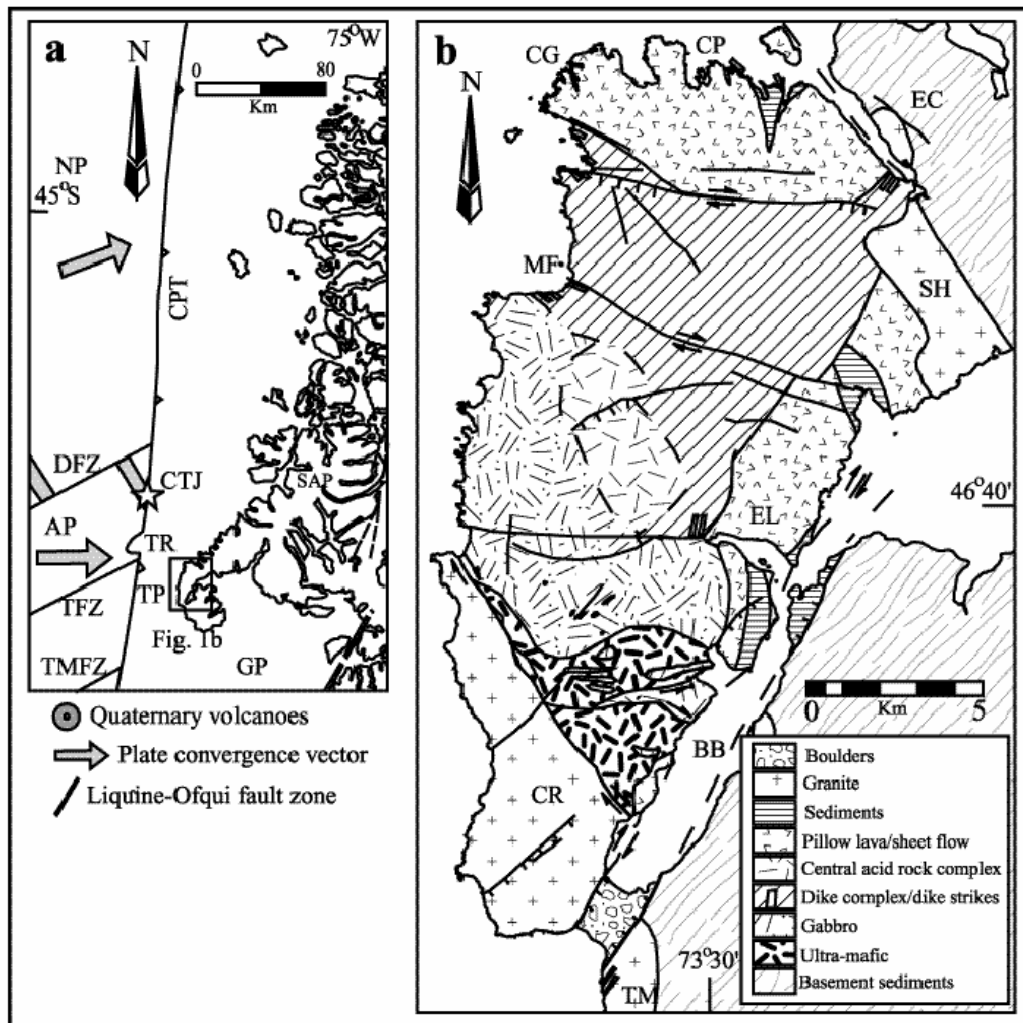 a
N
75°W
0 80
Km
NP
45°S
CPT
DFZ
CTJ
SAP
AP
TR
TP
TFZ
Fig. 1b
TMFZ
GP
Quaternary volcanoes
Plate convergence vector
Liquine-Ofqui fault zone
b
N
CG
CP
EC
MF
SH
46°40'
EL
0 5
Km
BB
CR
73°30'
TM
Boulders
Granite
Sediments
Pillow lava/sheet flow
Central acid rock complex
Dike complex/dike strikes
Gabbro
Ultra-mafic
Basement sediments